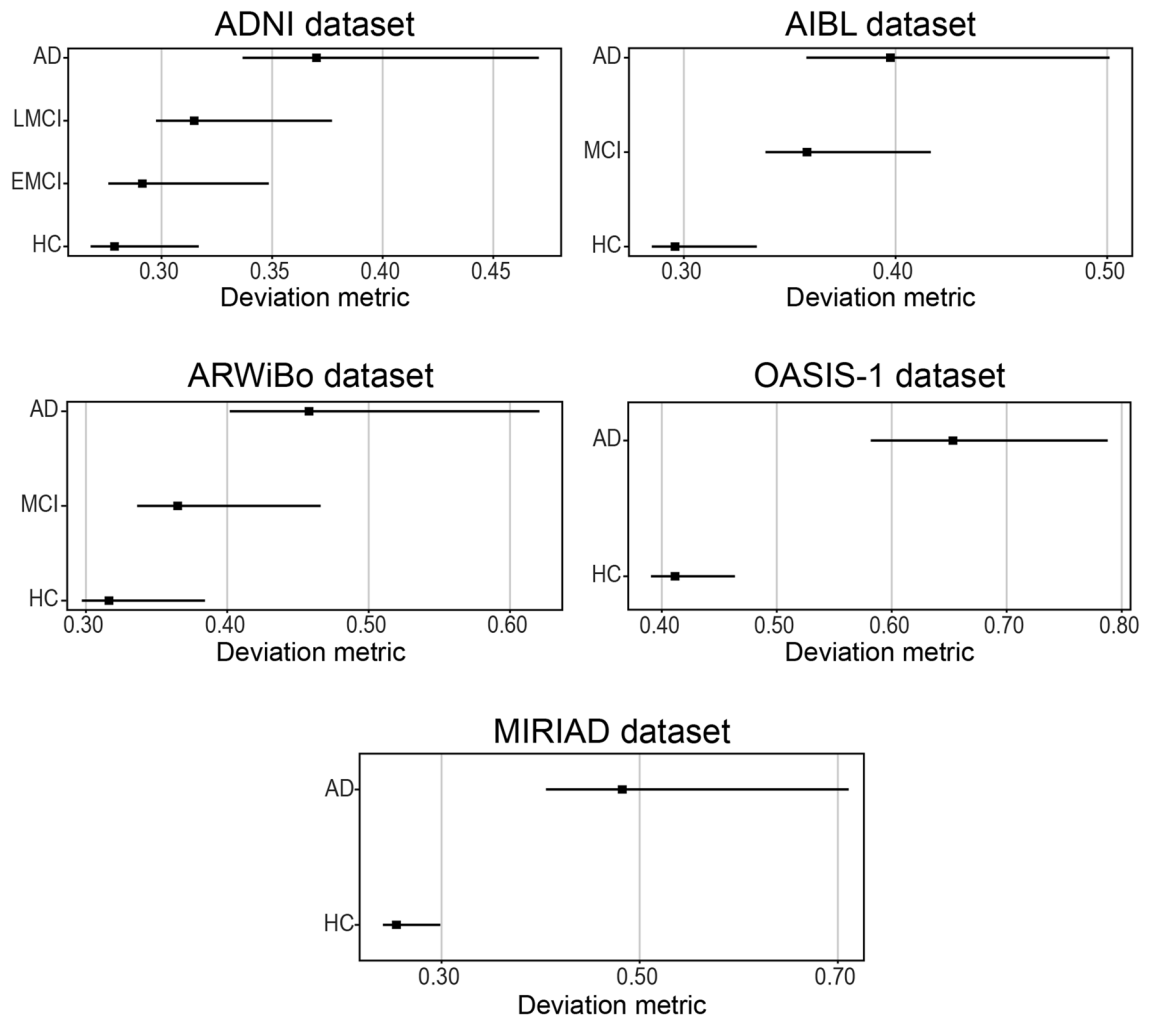 ADNI dataset
AD
LMCI
EMCI
HC
0.30 0.35 0.40 0.45
Deviation metric
AIBL dataset
AD
MCI
HC
0.30 0.40 0.50
Deviation metric
ARWiBo dataset
AD
MCI
HC
0.30 0.40 0.50 0.60
Deviation metric
OASIS-1 dataset
AD
HC
0.40 0.50 0.60 0.70 0.80
Deviation metric
MIRIAD dataset
AD
HC
0.30 0.50 0.70
Deviation metric